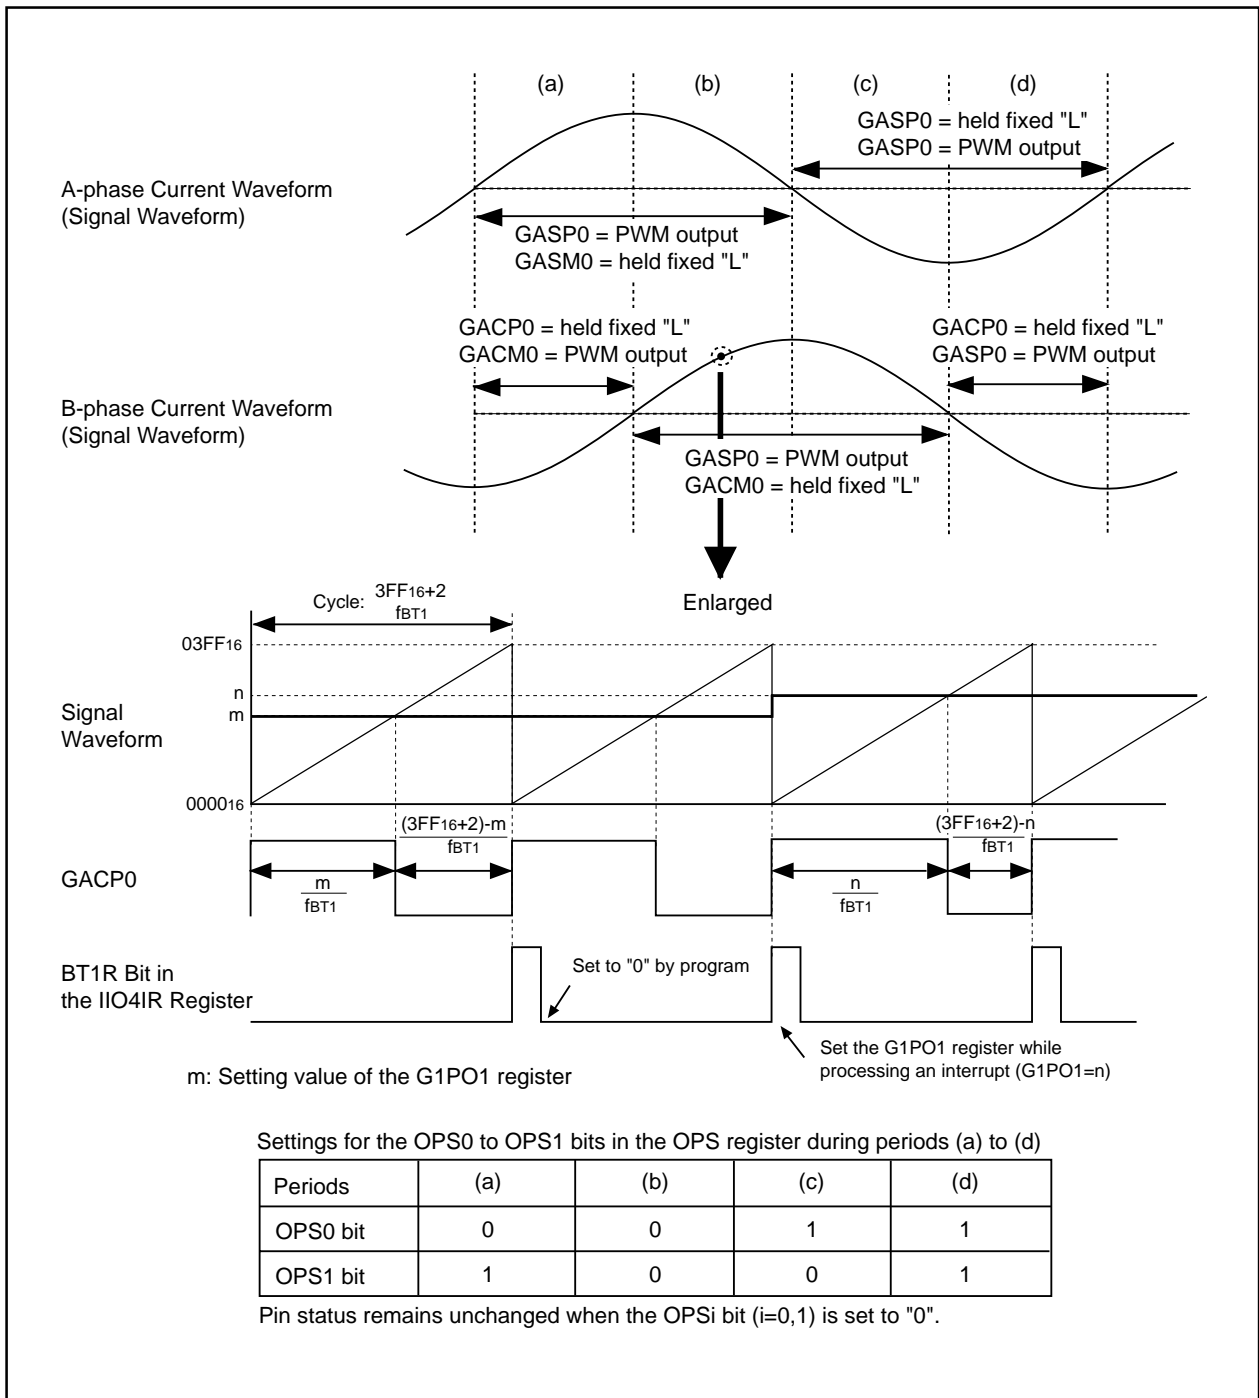 (a) (b) (c) (d)
GASP0 = held fixed "L"
GASP0 = PWM output
A-phase Current Waveform
(Signal Waveform)
GASP0 = PWM output
GASM0 = held fixed "L"
GACP0 = held fixed "L"
GACM0 = PWM output
GACP0 = held fixed "L"
GASP0 = PWM output
B-phase Current Waveform
(Signal Waveform)
GASP0 = PWM output
GACM0 = held fixed "L"
Cycle: 3FF16+2
fBT1
Enlarged
03FF16
n
m
Signal
Waveform
000016
(3FF16+2)-m
fBT1
(3FF16+2)-n
fBT1
GACP0
m
fBT1
n
fBT1
BT1R Bit in
the IIO4IR Register
Set to "0" by program
Set the G1PO1 register while
processing an interrupt (G1PO1=n)
m: Setting value of the G1PO1 register
Settings for the OPS0 to OPS1 bits in the OPS register during periods (a) to (d)
Periods (a) (b) (c) (d)
OPS0 bit 0 0 1 1
OPS1 bit 1 0 0 1
Pin status remains unchanged when the OPSi bit (i=0,1) is set to "0".